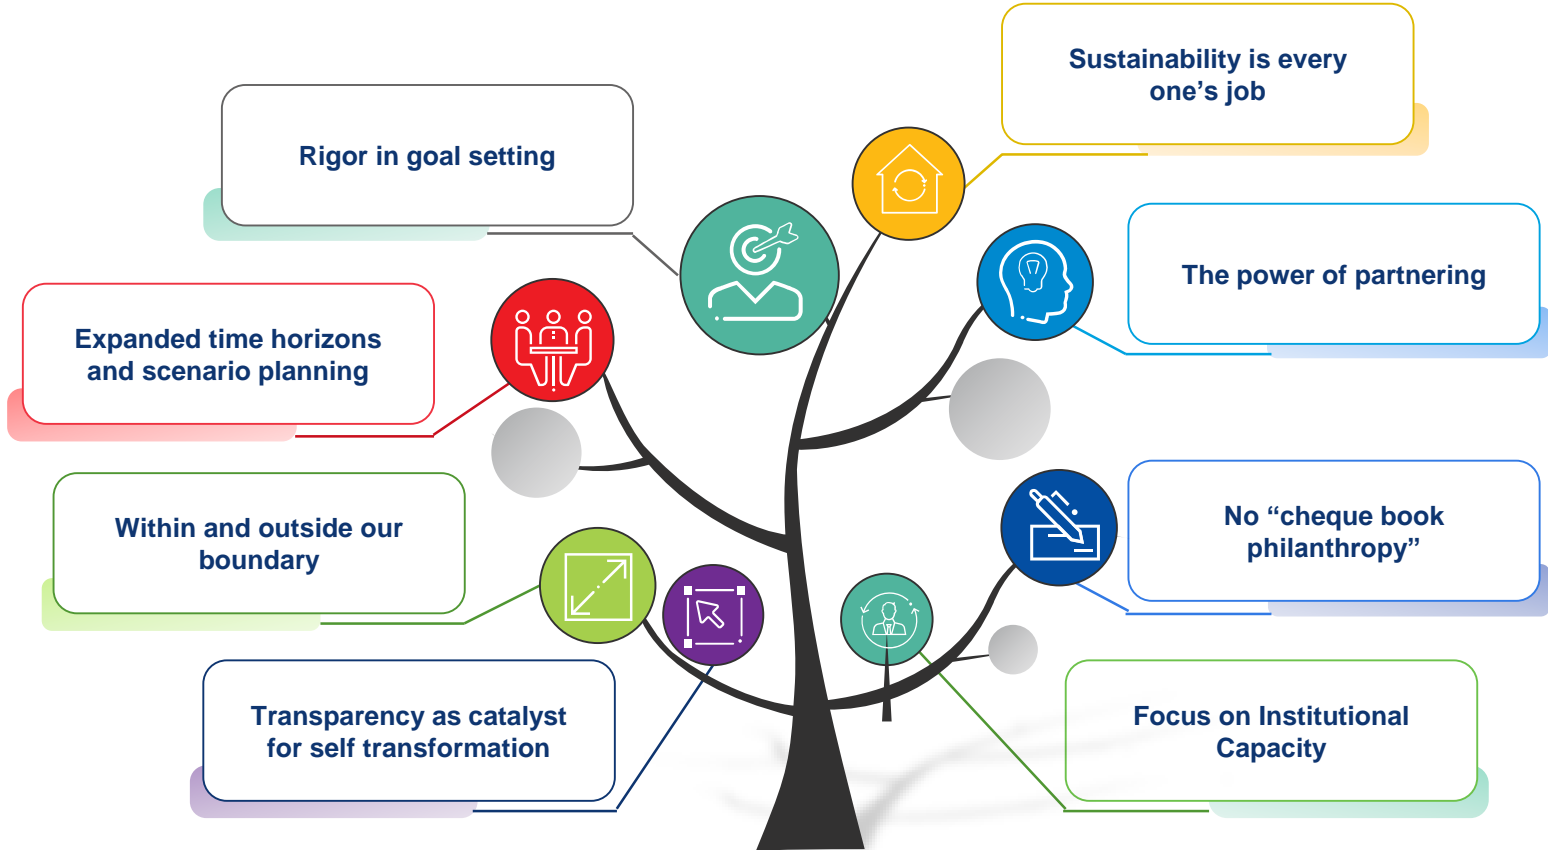 Sustainability is every
one’s job
Rigor in goal setting
The power of partnering
Expanded time horizons
and scenario planning
No “cheque book
philanthropy”
Within and outside our
boundary
Transparency as catalyst
for self transformation
Focus on Institutional
Capacity